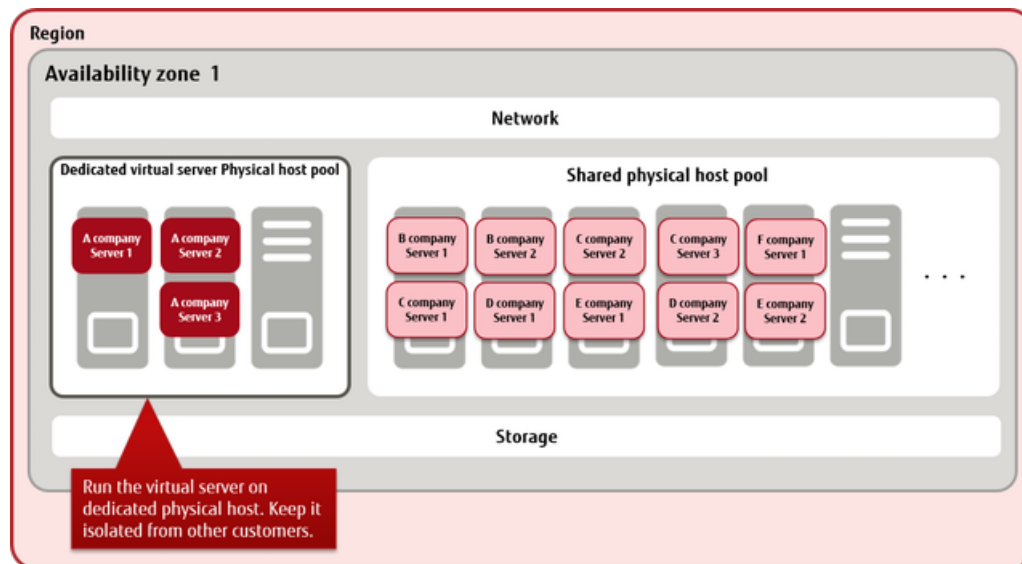 Region
Availability zone 1
Network
Dedicated virtual server Physical host pool
A company
Server 1
A company
Server 2
A company
Server 3
Shared physical host pool
B company
Server 1
B company
Server 2
C company
Server 2
C company
Server 3
F company
Server 1
C company
Server 1
D company
Server 1
E company
Server 1
D company
Server 2
E company
Server 2
. . .
Storage
Run the virtual server on
dedicated physical host. Keep it
isolated from other customers.